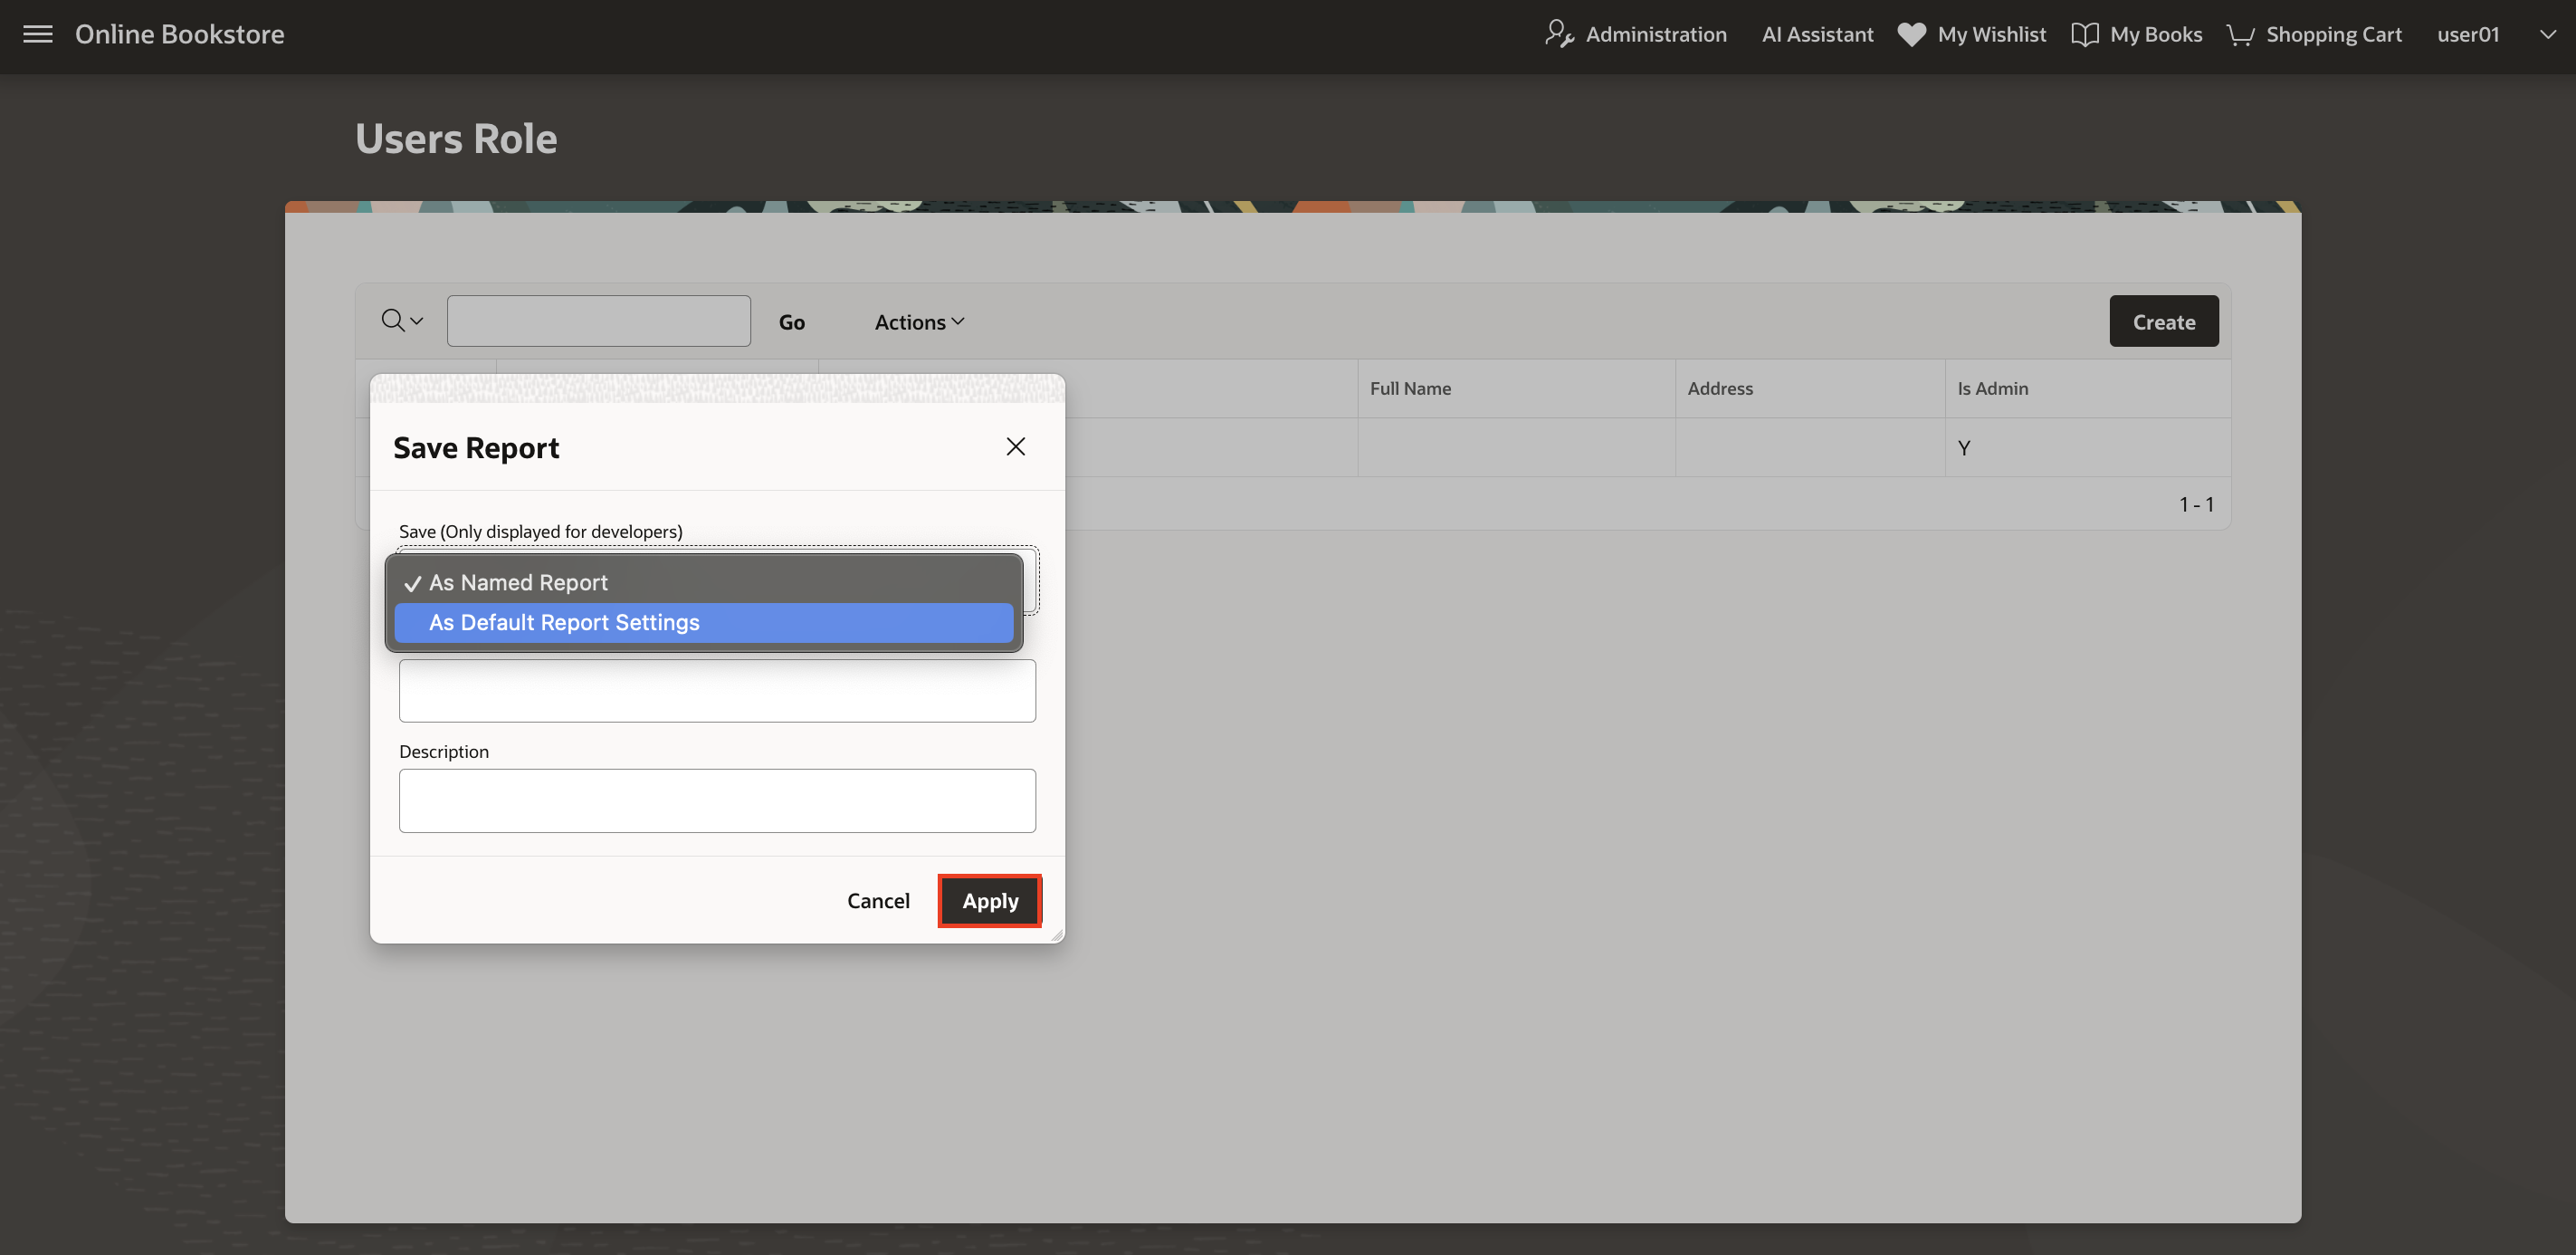 Online Bookstore
Administration
AI Assistant
My Wishlist
My Books
Shopping Cart
user01
Users Role
Go
Actions
Create
Full Name
Address
Is Admin
Y
1 - 1
Save Report
Save (Only displayed for developers)
As Named Report
As Default Report Settings
Description
Cancel
Apply